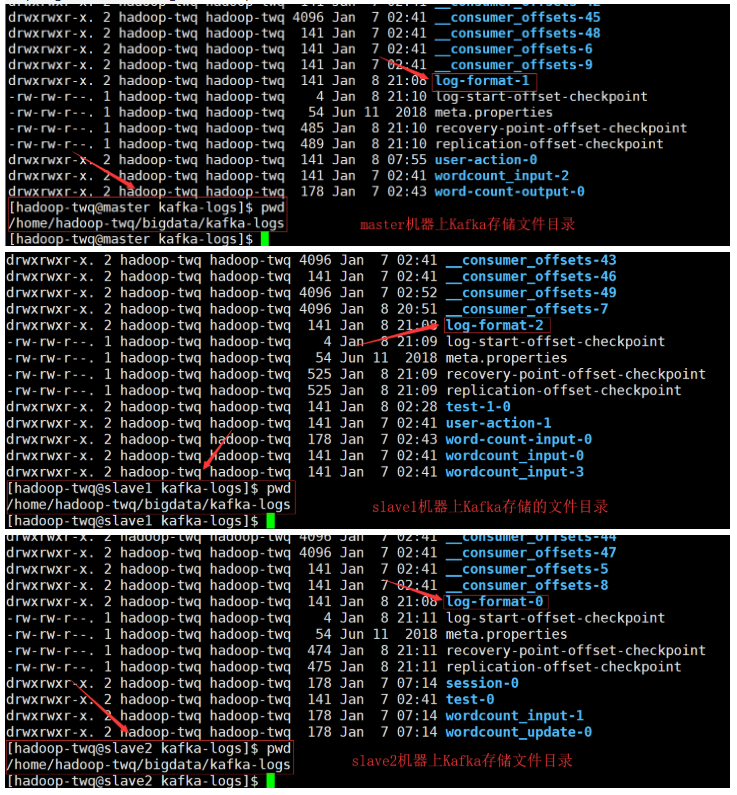 drwxrwxr-x. 2 hadoop-twq hadoop-twq 4096 Jan  7 02:41 __consumer_offsets-45
drwxrwxr-x. 2 hadoop-twq hadoop-twq  141 Jan  7 02:41 __consumer_offsets-48
drwxrwxr-x. 2 hadoop-twq hadoop-twq  141 Jan  7 02:41 __consumer_offsets-6
drwxrwxr-x. 2 hadoop-twq hadoop-twq  141 Jan  7 02:41 __consumer_offsets-9
drwxrwxr-x. 2 hadoop-twq hadoop-twq  141 Jan  8 21:08 log-format-1
-rw-rw-r--. 1 hadoop-twq hadoop-twq    4 Jan  8 21:10 log-start-offset-checkpoint
-rw-rw-r--. 1 hadoop-twq hadoop-twq   54 Jun 11  2018 meta.properties
-rw-rw-r--. 1 hadoop-twq hadoop-twq  485 Jan  8 21:10 recovery-point-offset-checkpoint
-rw-rw-r--. 1 hadoop-twq hadoop-twq  489 Jan  8 21:10 replication-offset-checkpoint
drwxrwxr-x. 2 hadoop-twq hadoop-twq  141 Jan  8 07:55 user-action-0
drwxrwxr-x. 2 hadoop-twq hadoop-twq  141 Jan  7 02:41 wordcount_input-2
drwxrwxr-x. 2 hadoop-twq hadoop-twq  178 Jan  7 02:43 word-count-output-0
[hadoop-twq@master kafka-logs]$ pwd
/home/hadoop-twq/bigdata/kafka-logs
master机器上Kafka存储文件目录
[hadoop-twq@master kafka-logs]$
drwxrwxr-x. 2 hadoop-twq hadoop-twq 4096 Jan  7 02:41 __consumer_offsets-43
drwxrwxr-x. 2 hadoop-twq hadoop-twq  141 Jan  7 02:41 __consumer_offsets-46
drwxrwxr-x. 2 hadoop-twq hadoop-twq 4096 Jan  7 02:52 __consumer_offsets-49
drwxrwxr-x. 2 hadoop-twq hadoop-twq 4096 Jan  8 20:51 __consumer_offsets-7
drwxrwxr-x. 2 hadoop-twq hadoop-twq  141 Jan  8 21:08 log-format-2
-rw-rw-r--. 1 hadoop-twq hadoop-twq    4 Jan  8 21:09 log-start-offset-checkpoint
-rw-rw-r--. 1 hadoop-twq hadoop-twq   54 Jun 11  2018 meta.properties
-rw-rw-r--. 1 hadoop-twq hadoop-twq  525 Jan  8 21:09 recovery-point-offset-checkpoint
-rw-rw-r--. 1 hadoop-twq hadoop-twq  525 Jan  8 21:09 replication-offset-checkpoint
drwxrwxr-x. 2 hadoop-twq hadoop-twq  141 Jan  8 02:28 test-1-0
drwxrwxr-x. 2 hadoop-twq hadoop-twq  141 Jan  7 02:41 user-action-1
drwxrwxr-x. 2 hadoop-twq hadoop-twq  178 Jan  7 02:43 word-count-input-0
drwxrwxr-x. 2 hadoop-twq hadoop-twq  141 Jan  7 02:41 wordcount_input-0
drwxrwxr-x. 2 hadoop-twq hadoop-twq  141 Jan  7 02:41 wordcount_input-3
[hadoop-twq@slave1 kafka-logs]$ pwd
/home/hadoop-twq/bigdata/kafka-logs
slave1机器上Kafka存储的文件目录
[hadoop-twq@slave1 kafka-logs]$
drwxrwxr-x. 2 hadoop-twq hadoop-twq 4096 Jan  7 02:41 __consumer_offsets-44
drwxrwxr-x. 2 hadoop-twq hadoop-twq 4096 Jan  7 02:41 __consumer_offsets-47
drwxrwxr-x. 2 hadoop-twq hadoop-twq  141 Jan  7 02:41 __consumer_offsets-5
drwxrwxr-x. 2 hadoop-twq hadoop-twq  141 Jan  7 02:41 __consumer_offsets-8
drwxrwxr-x. 2 hadoop-twq hadoop-twq  141 Jan  8 21:08 log-format-0
-rw-rw-r--. 1 hadoop-twq hadoop-twq    4 Jan  8 21:11 log-start-offset-checkpoint
-rw-rw-r--. 1 hadoop-twq hadoop-twq   54 Jun 11  2018 meta.properties
-rw-rw-r--. 1 hadoop-twq hadoop-twq  474 Jan  8 21:11 recovery-point-offset-checkpoint
-rw-rw-r--. 1 hadoop-twq hadoop-twq  475 Jan  8 21:11 replication-offset-checkpoint
drwxrwxr-x. 2 hadoop-twq hadoop-twq  178 Jan  7 07:14 session-0
drwxrwxr-x. 2 hadoop-twq hadoop-twq  141 Jan  7 02:41 test-0
drwxrwxr-x. 2 hadoop-twq hadoop-twq  178 Jan  7 07:14 wordcount_input-1
drwxrwxr-x. 2 hadoop-twq hadoop-twq  178 Jan  7 07:14 wordcount_update-0
[hadoop-twq@slave2 kafka-logs]$ pwd
/home/hadoop-twq/bigdata/kafka-logs
slave2机器上Kafka存储文件目录
[hadoop-twq@slave2 kafka-logs]$